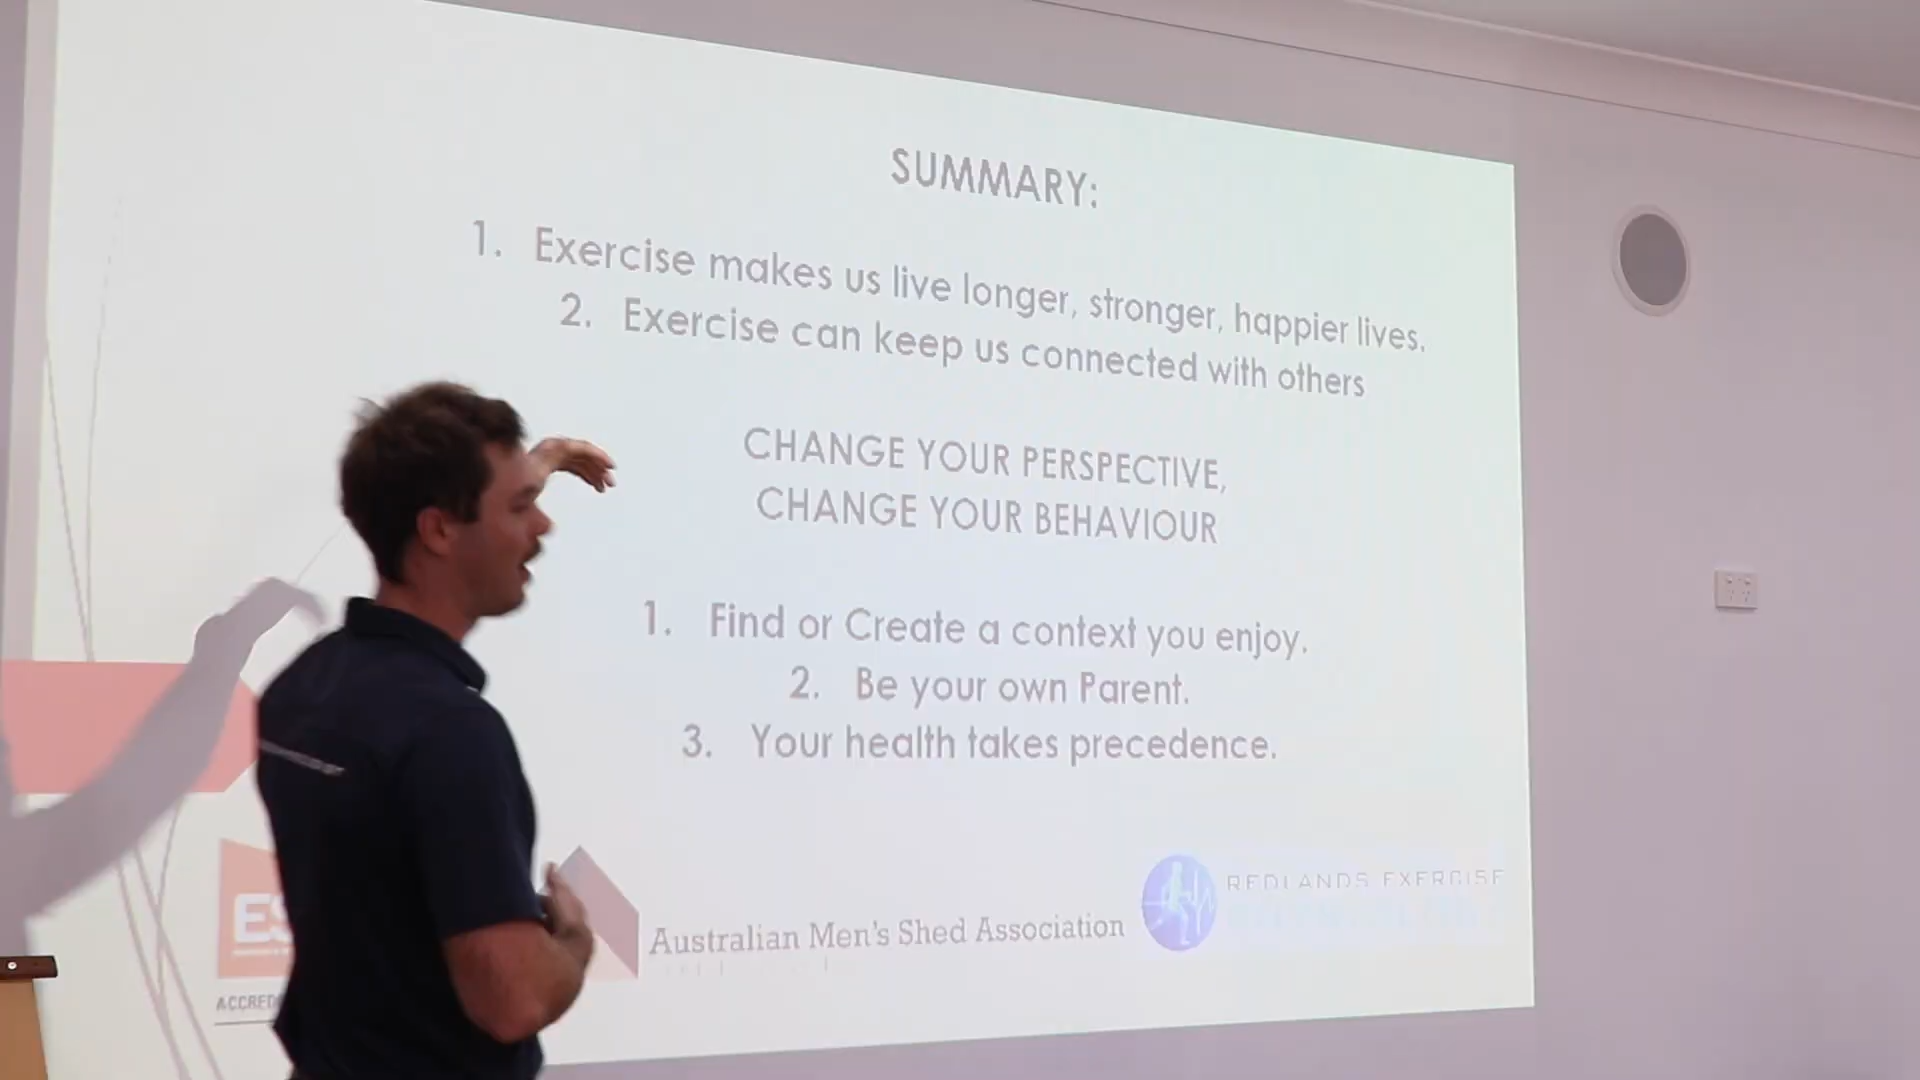 SUMMARY:
1. Exercise makes us live longer, stronger, happier lives.
2. Exercise can keep us connected with others
CHANGE YOUR PERSPECTIVE,
CHANGE YOUR BEHAVIOUR
1. Find or Create a context you enjoy.
2. Be your own Parent.
3. Your health takes precedence.
Australian Men's Shed Association
REDLANDS EXERCISE
ES
ACCRED